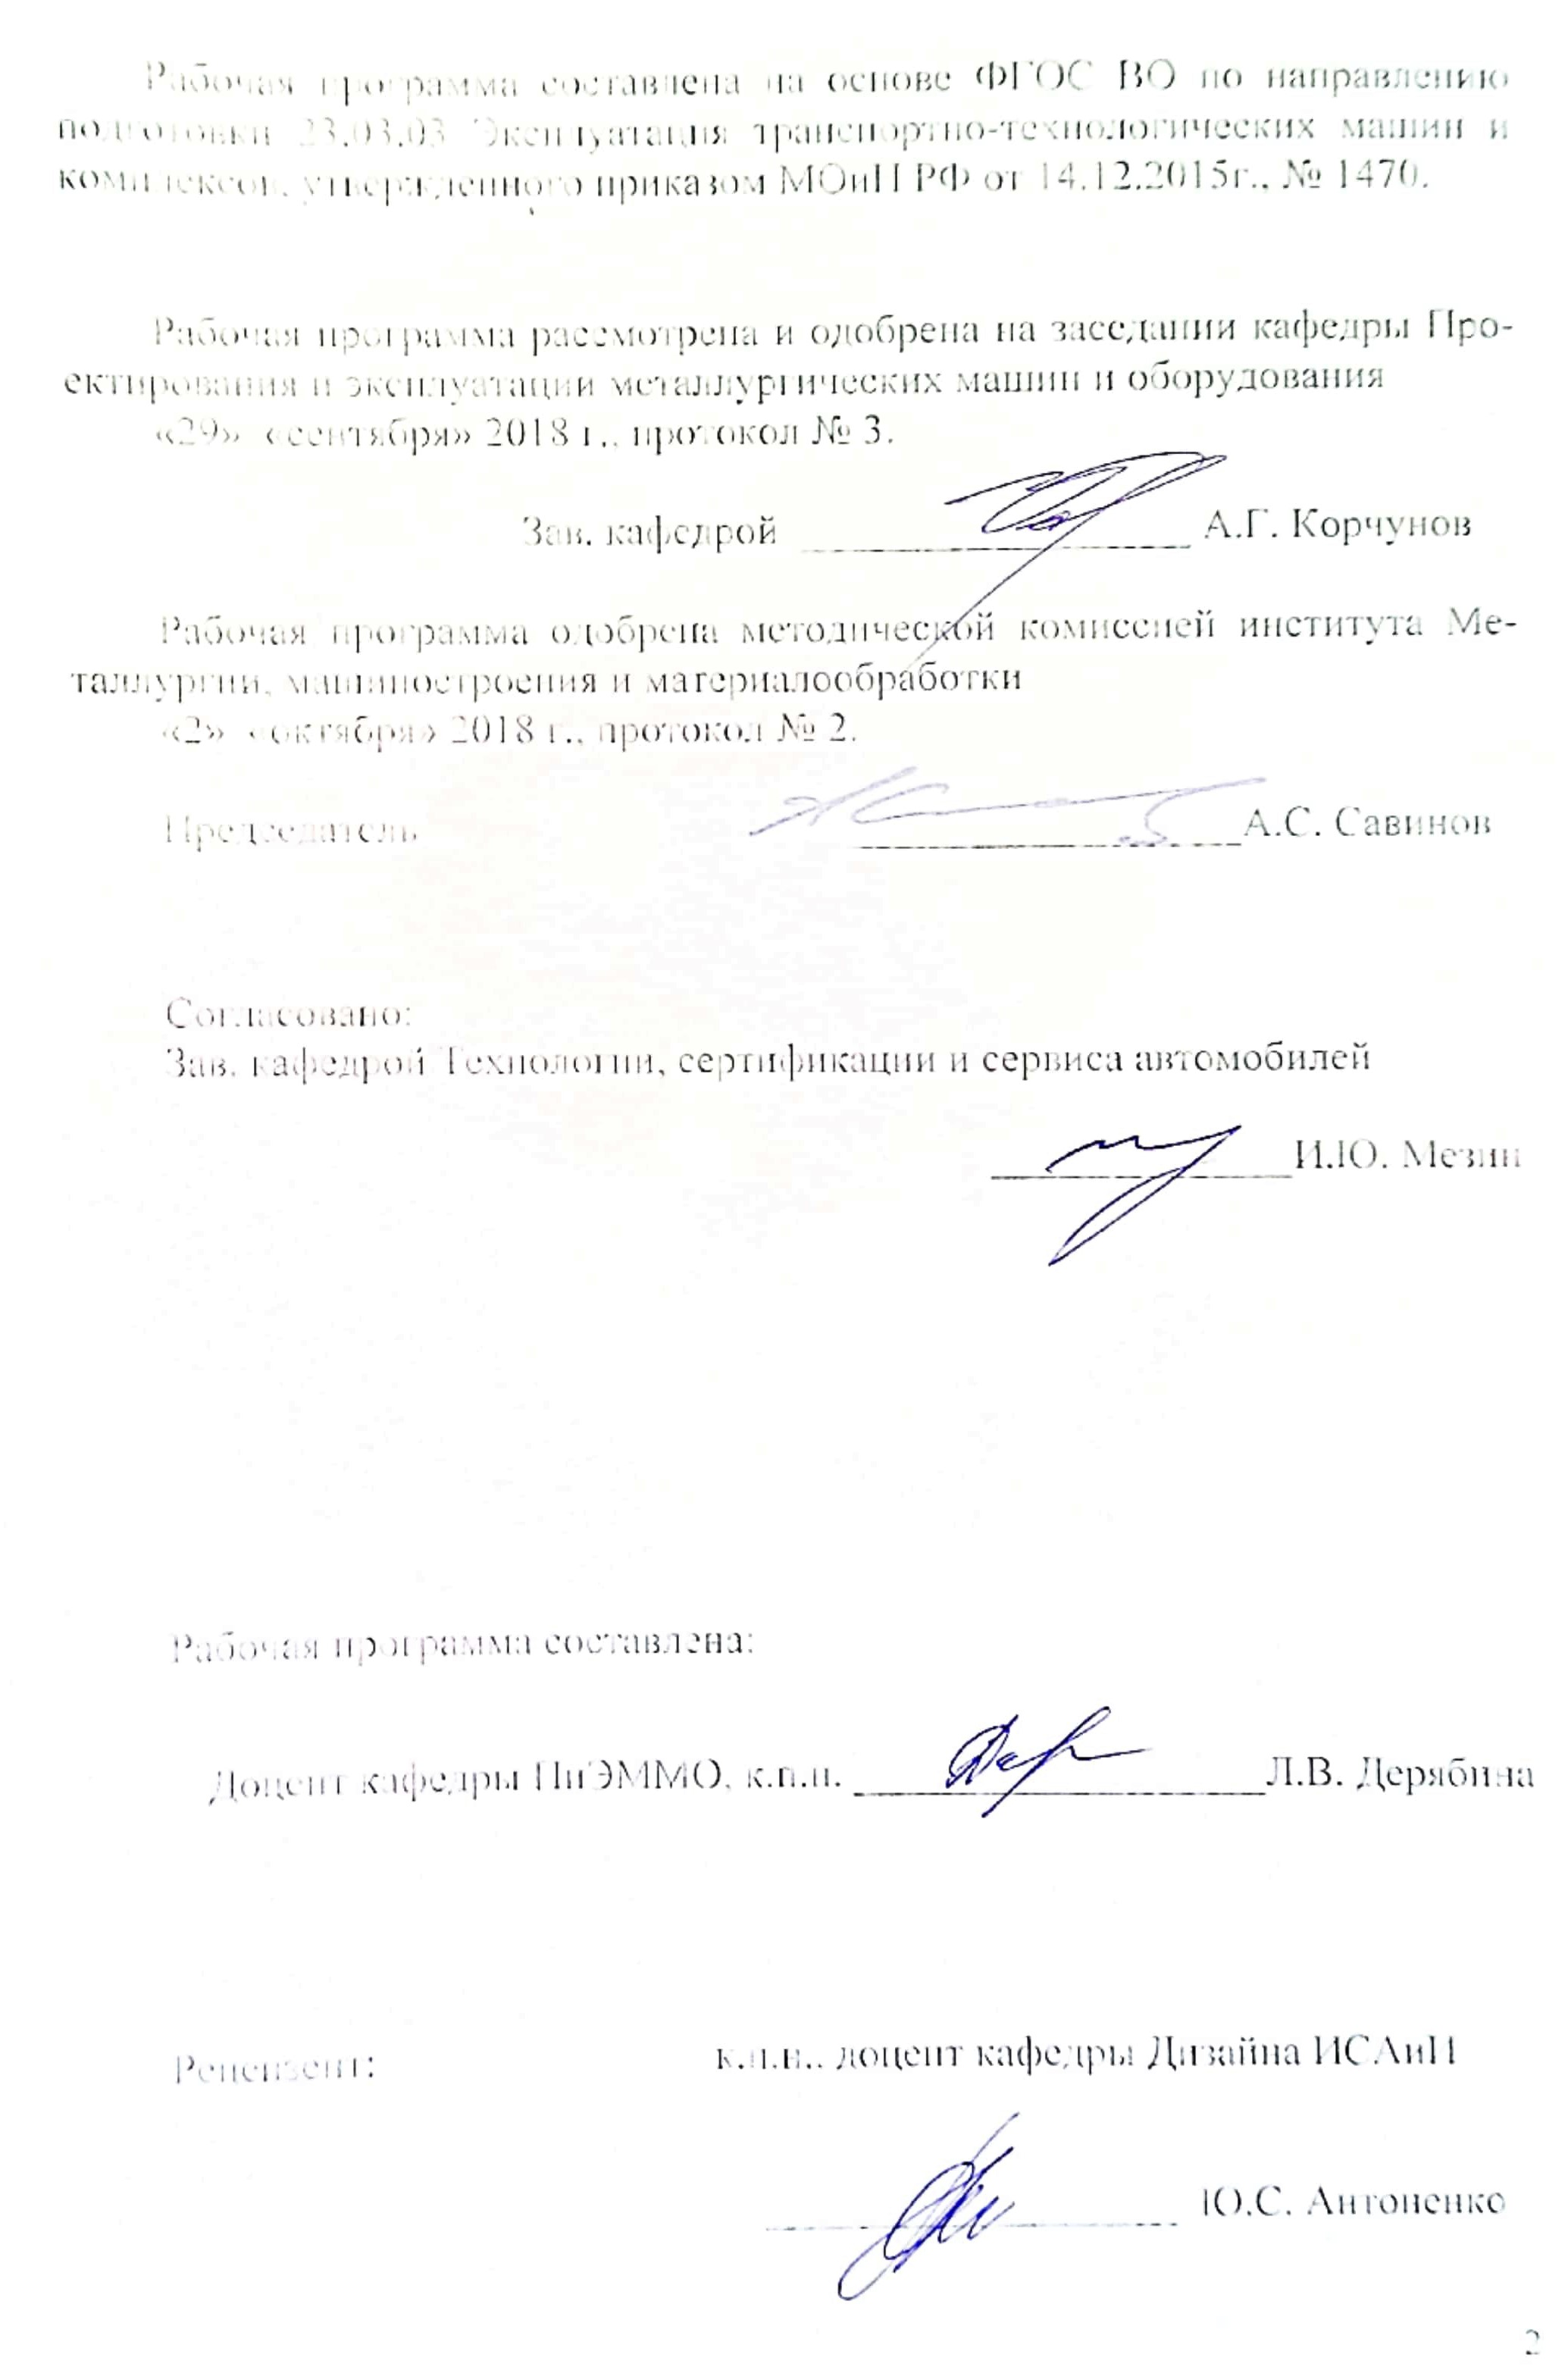 Рабочая программа составлена на основе ФГОС ВО по направлению
подготовки 23.03.03 Эксплуатация транспортно-технологических машин и
комплексов, утвержденного приказом МОиН РФ от 14.12.2015г., № 1470.
Рабочая программа рассмотрена и одобрена на заседании кафедры Про-
ектирования и эксплуатации металлургических машин и оборудования
«29» «сентября» 2018 г., протокол № 3.
Зав. кафедрой А.Г. Корчунов
Рабочая программа одобрена методической комиссией института Ме-
таллургии, машиностроения и материалообработки
«2» «октября» 2018 г., протокол № 2.
Председатель А.С. Савинов
Согласовано:
Зав. кафедрой Технологии, сертификации и сервиса автомобилей
И.Ю. Мезин
Рабочая программа составлена:
Доцент кафедры ПиЭММО, к.п.н. Л.В. Дерябина
Рецензент: к.п.н., доцент кафедры Дизайна ИСАиИ
Ю.С. Антоненко
2